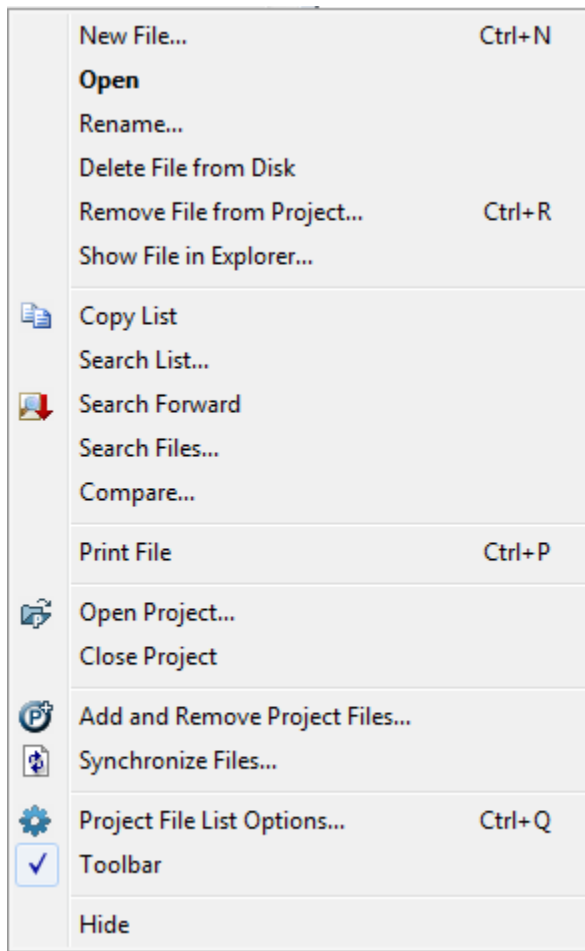 New File... Ctrl+N
Open
Rename...
Delete File from Disk
Remove File from Project... Ctrl+R
Show File in Explorer...
Copy List
Search List...
Search Forward
Search Files...
Compare...
Print File Ctrl+P
Open Project...
Close Project
Add and Remove Project Files...
Synchronize Files...
Project File List Options... Ctrl+Q
Toolbar
Hide